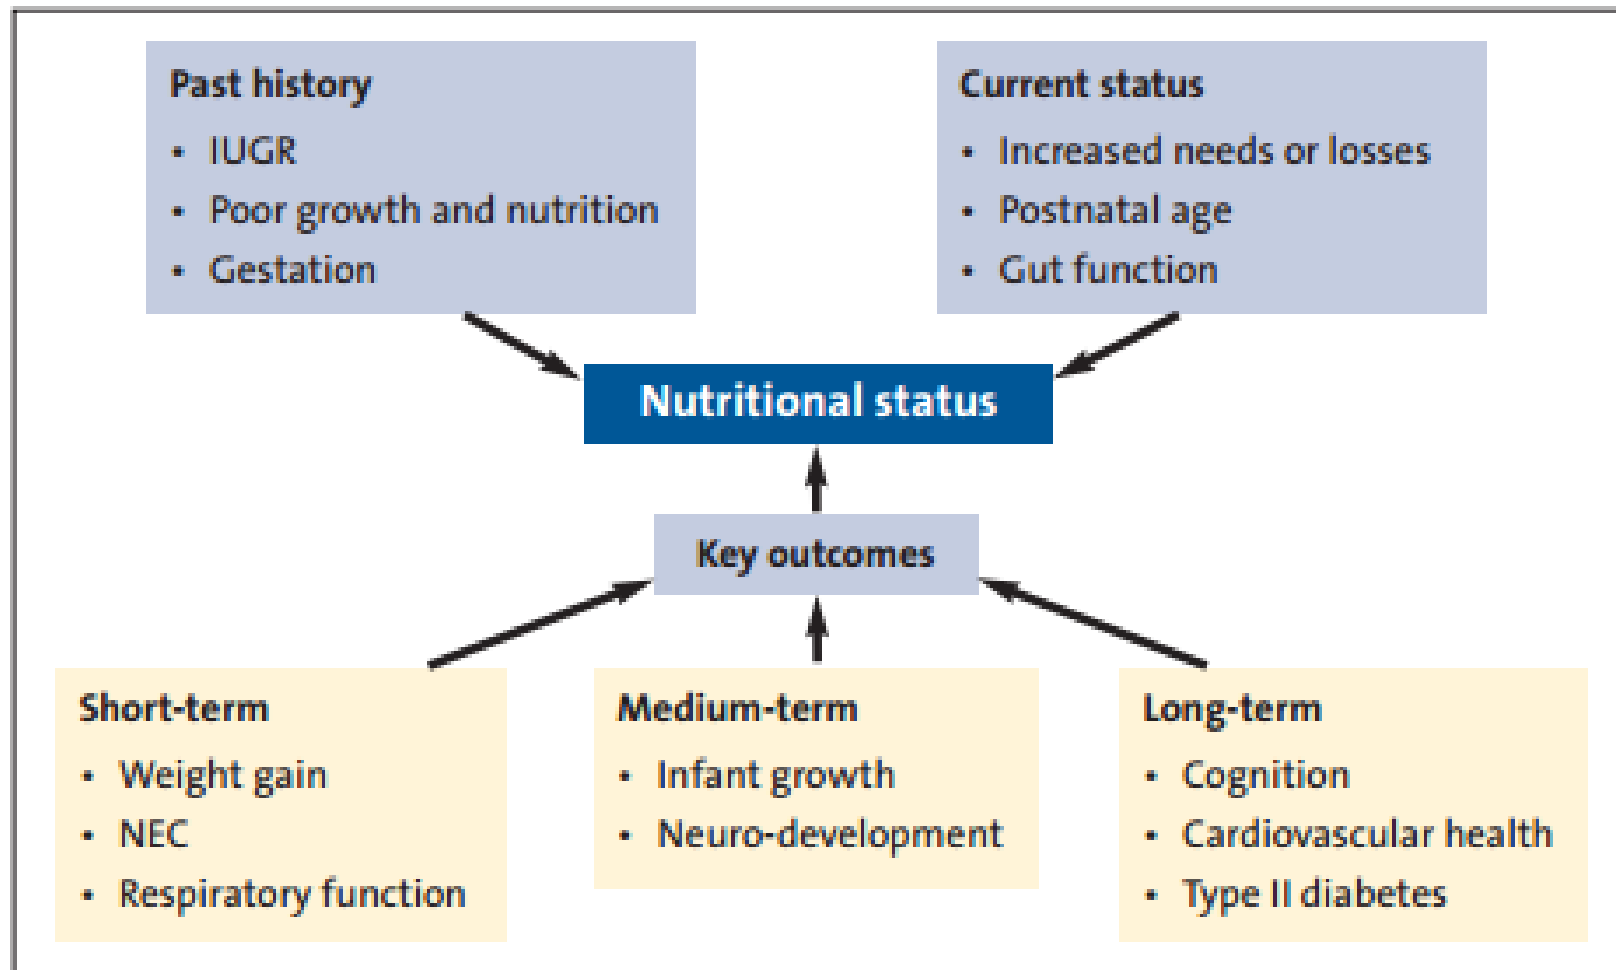 Past history
• IUGR
• Poor growth and nutrition
• Gestation
Current status
• Increased needs or losses
• Postnatal age
• Gut function
Nutritional status
Key outcomes
Short-term
• Weight gain
• NEC
• Respiratory function
Medium-term
• Infant growth
• Neuro-development
Long-term
• Cognition
• Cardiovascular health
• Type II diabetes